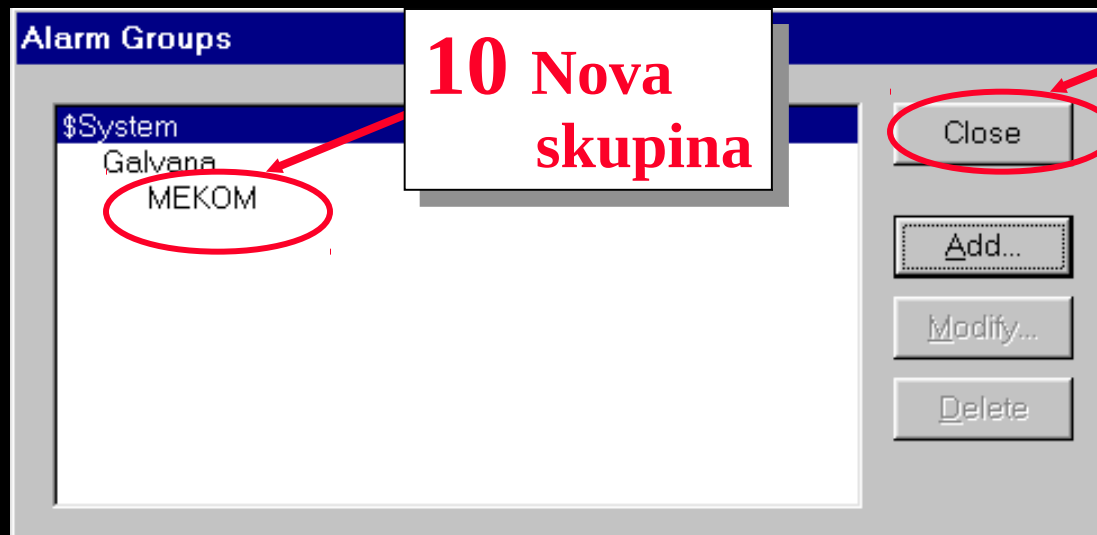 Alarm Groups
10 Nova
skupina
$System
Galvana
MEKOM
Close
Add...
Modify...
Delete